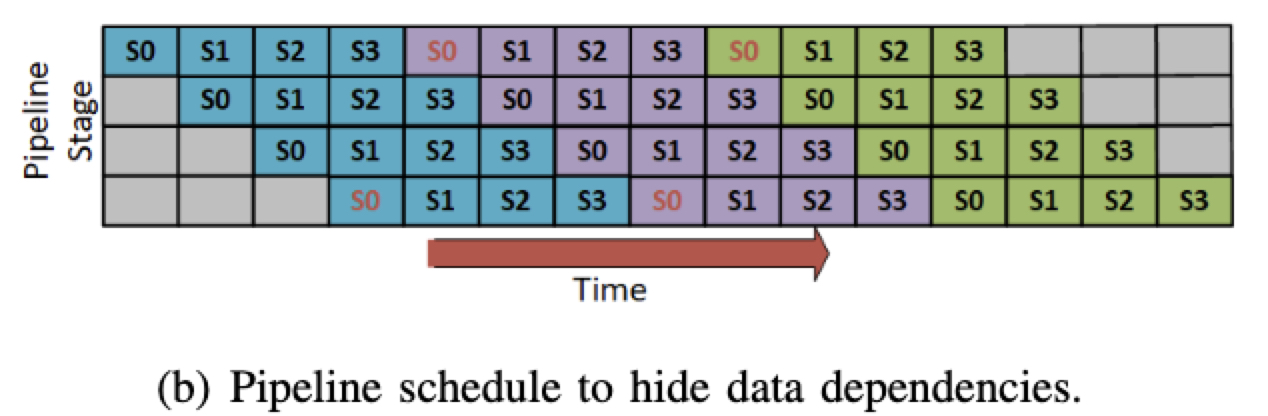 Pipeline
Stage
S0 S1 S2 S3 S0 S1 S2 S3 S0 S1 S2 S3
S0 S1 S2 S3 S0 S1 S2 S3 S0 S1 S2 S3
S0 S1 S2 S3 S0 S1 S2 S3 S0 S1 S2 S3
S0 S1 S2 S3 S0 S1 S2 S3 S0 S1 S2 S3
Time
(b) Pipeline schedule to hide data dependencies.